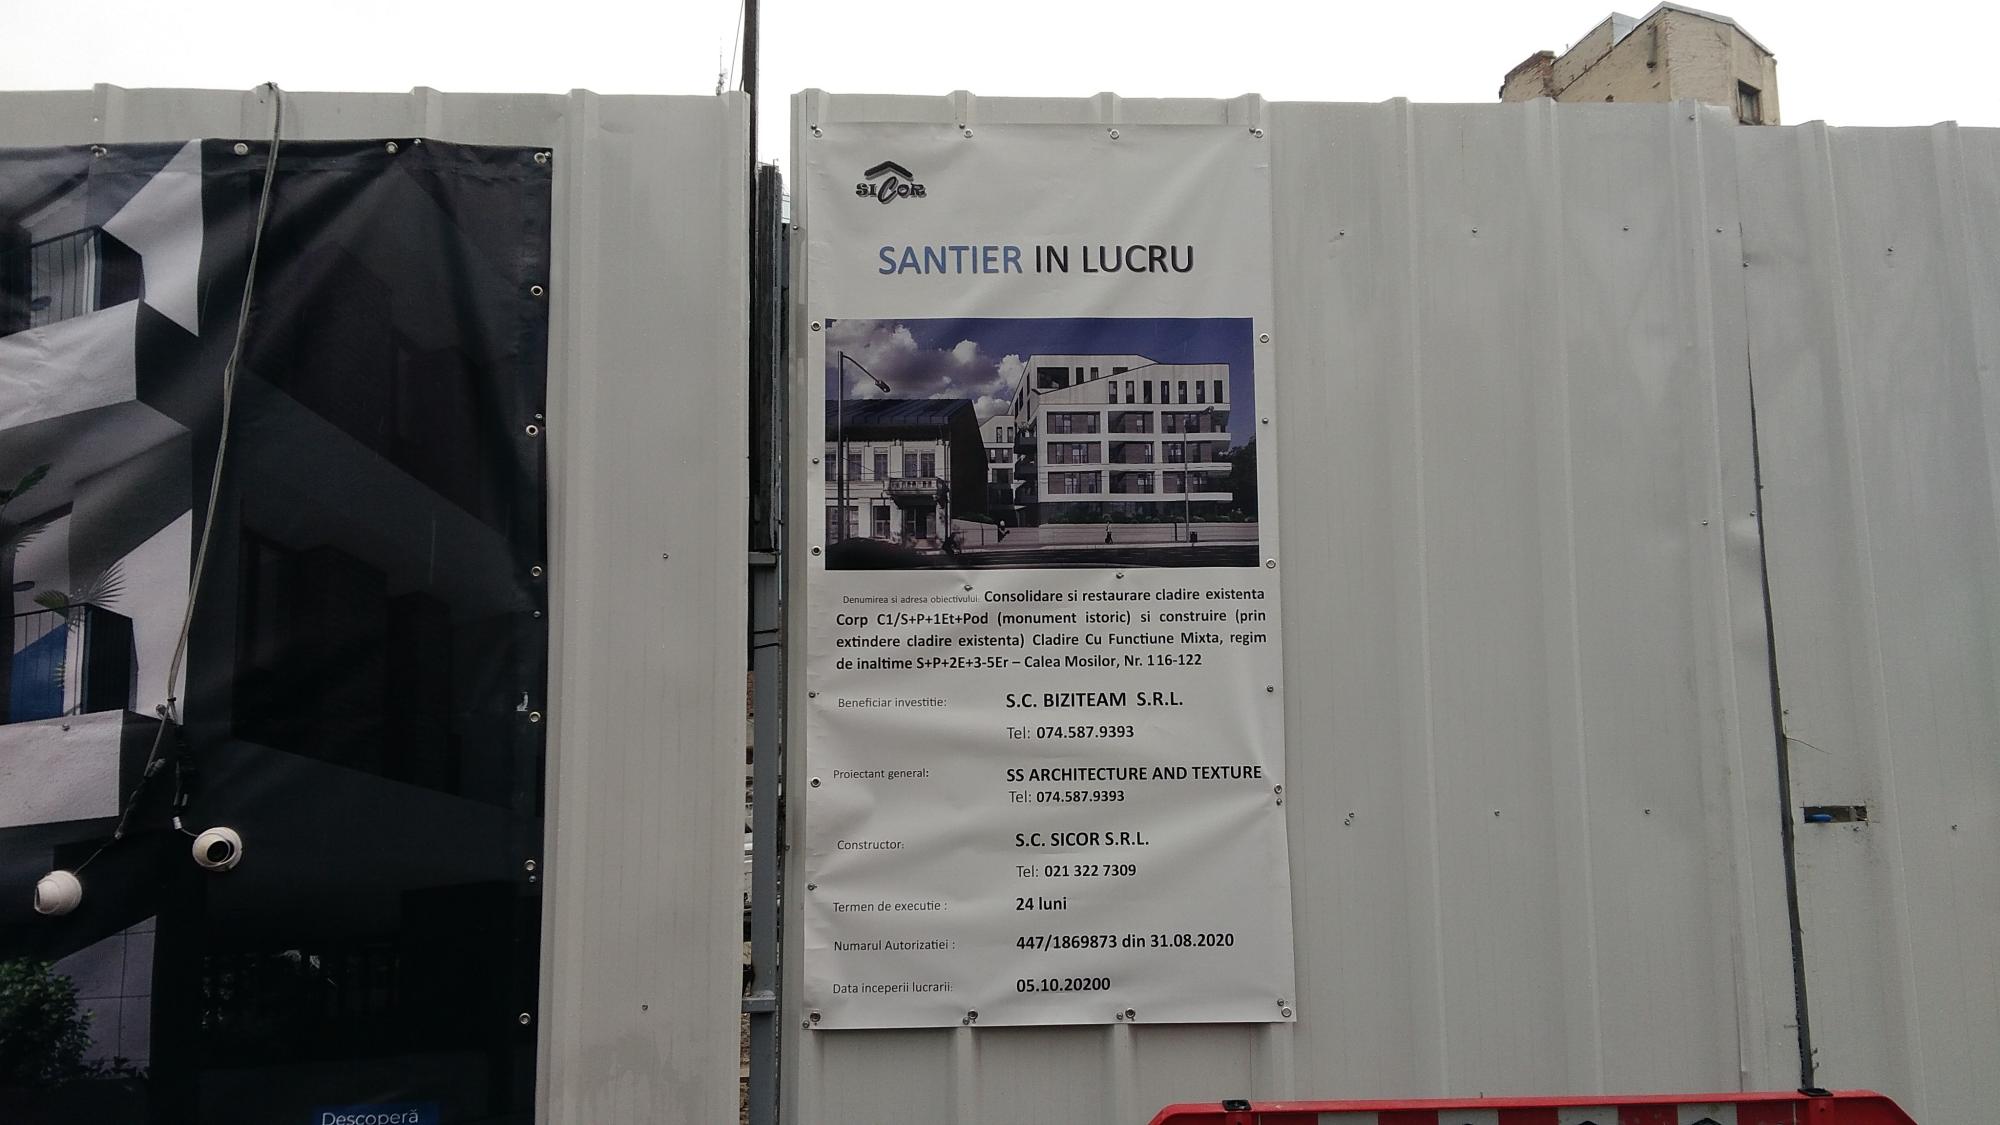 SICOR
SANTIER IN LUCRU
Denumirea si adresa obiectivului: Consolidare si restaurare cladire existenta
Corp C1/S+P+1Et+Pod (monument istoric) si construire (prin
extindere cladire existenta) Cladire Cu Functiune Mixta, regim
de inaltime S+P+2E+3-5Er – Calea Mosilor, Nr. 116-122
Beneficiar investitie: S.C. BIZITEAM S.R.L.
Tel: 074.587.9393
Proiectant general: SS ARCHITECTURE AND TEXTURE
Tel: 074.587.9393
Constructor: S.C. SICOR S.R.L.
Tel: 021 322 7309
Termen de executie : 24 luni
Numarul Autorizatiei : 447/1869873 din 31.08.2020
Data inceperii lucrarii: 05.10.20200
Descoperă